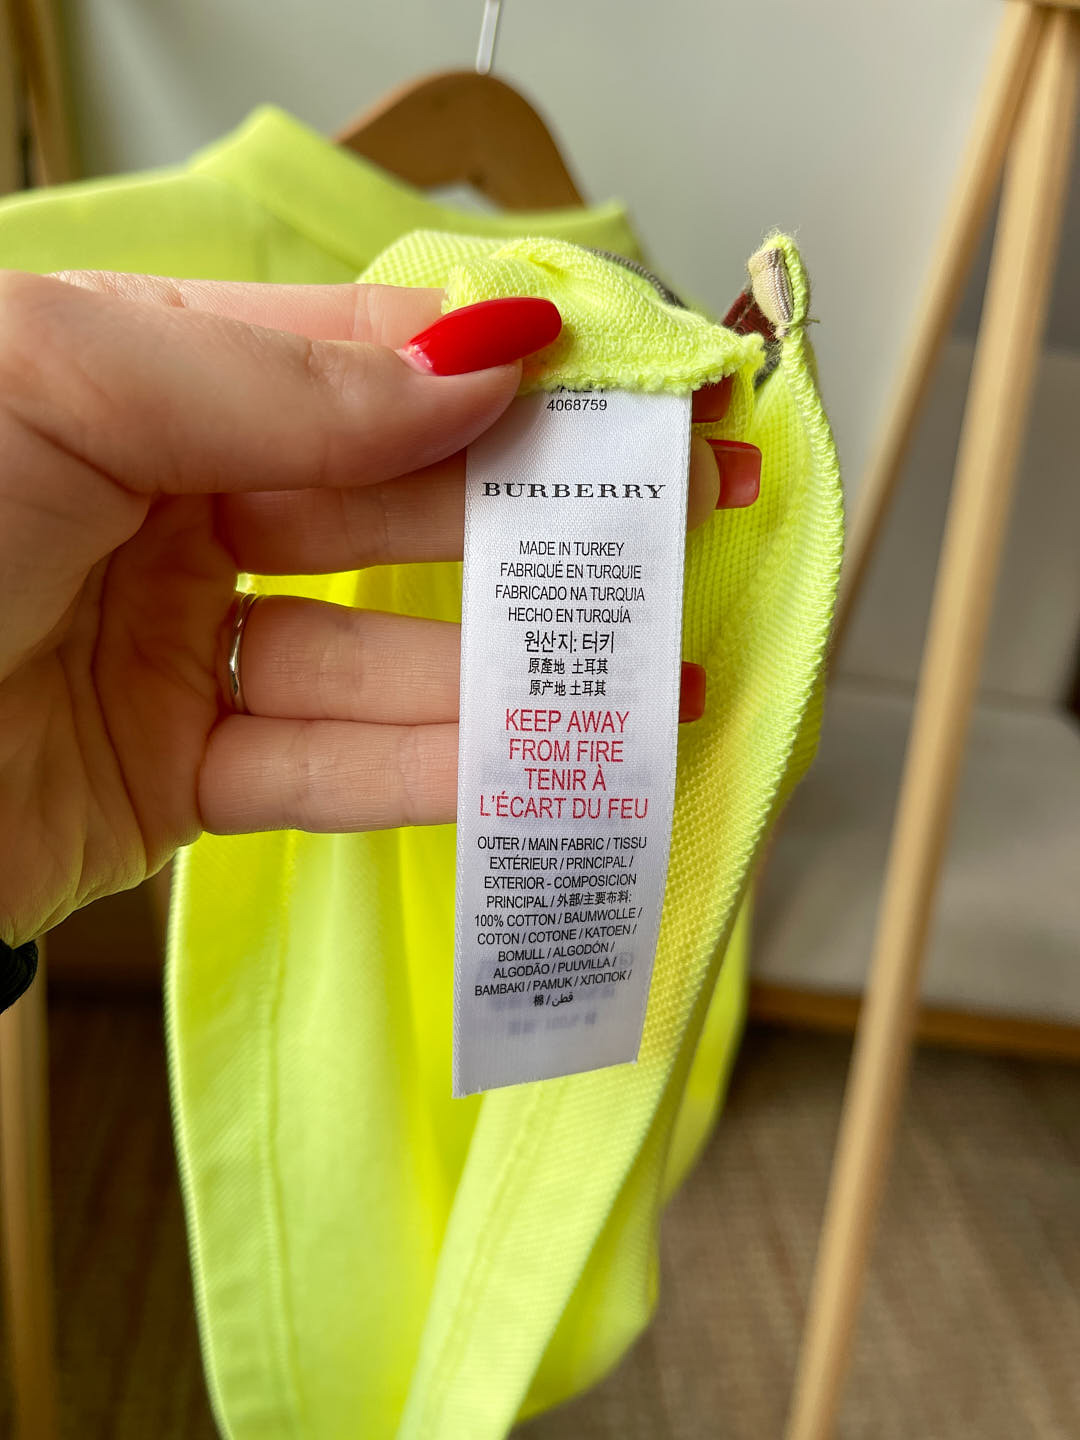 4068759
BURBERRY
MADE IN TURKEY
FABRIQUÉ EN TURQUIE
FABRICADO NA TURQUIA
HECHO EN TURQUÍA
원산지: 터키
原產地 土耳其
原产地 土耳其
KEEP AWAY
FROM FIRE
TENIR À
L'ÉCART DU FEU
OUTER / MAIN FABRIC / TISSU
EXTÉRIEUR / PRINCIPAL /
EXTERIOR - COMPOSICION
PRINCIPAL / 外部/主要布料:
100% COTTON / BAUMWOLLE /
COTON / COTONE / KATOEN /
BOMULL / ALGODÓN /
ALGODÃO / PUUVILLA /
BAMBAKI / PAMUK / ХЛОПОК /
棉 / قطن